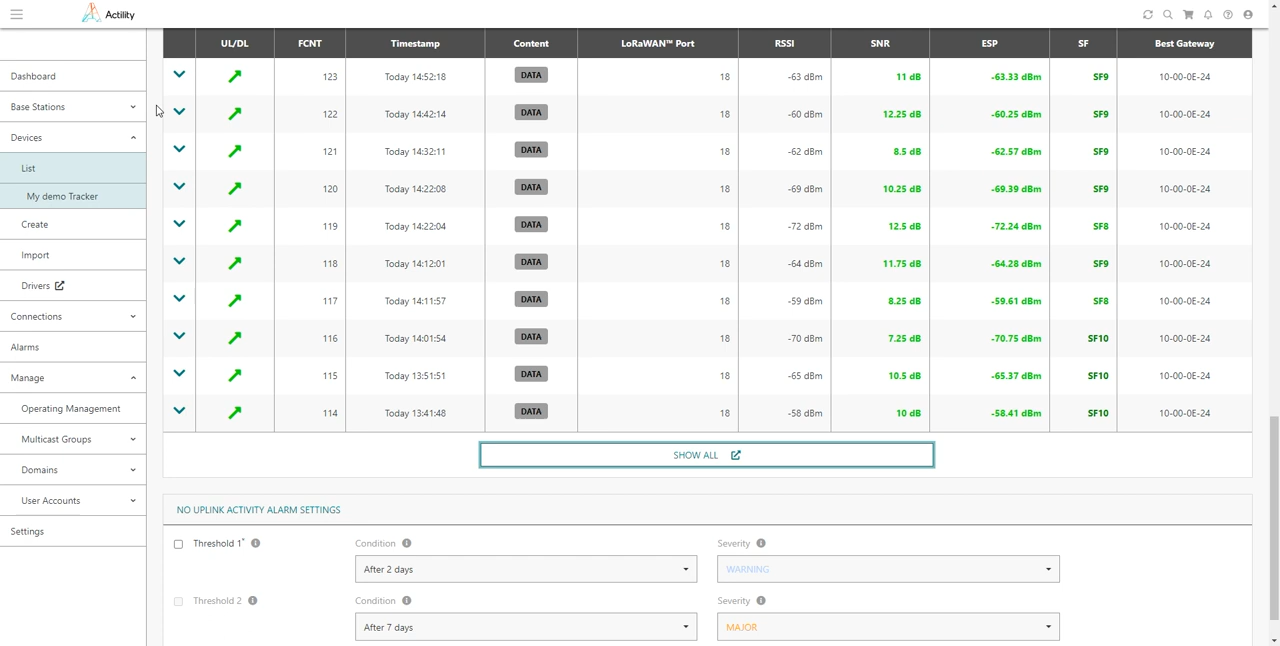 Actility
Dashboard
Base Stations
Devices
List
My demo Tracker
Create
Import
Drivers
Connections
Alarms
Manage
Operating Management
Multicast Groups
Domains
User Accounts
Settings
UL/DL FCNT Timestamp Content LoRaWAN™ Port RSSI SNR ESP SF Best Gateway
123 Today 14:52:18 DATA 18 -63 dBm 11 dB -63.33 dBm SF9 10-00-0E-24
122 Today 14:42:14 DATA 18 -60 dBm 12.25 dB -60.25 dBm SF9 10-00-0E-24
121 Today 14:32:11 DATA 18 -62 dBm 8.5 dB -62.57 dBm SF9 10-00-0E-24
120 Today 14:22:08 DATA 18 -69 dBm 10.25 dB -69.39 dBm SF9 10-00-0E-24
119 Today 14:22:04 DATA 18 -72 dBm 12.5 dB -72.24 dBm SF8 10-00-0E-24
118 Today 14:12:01 DATA 18 -64 dBm 11.75 dB -64.28 dBm SF9 10-00-0E-24
117 Today 14:11:57 DATA 18 -59 dBm 8.25 dB -59.61 dBm SF8 10-00-0E-24
116 Today 14:01:54 DATA 18 -70 dBm 7.25 dB -70.75 dBm SF10 10-00-0E-24
115 Today 13:51:51 DATA 18 -65 dBm 10.5 dB -65.37 dBm SF10 10-00-0E-24
114 Today 13:41:48 DATA 18 -58 dBm 10 dB -58.41 dBm SF10 10-00-0E-24
SHOW ALL
NO UPLINK ACTIVITY ALARM SETTINGS
Threshold 1* Condition Severity
After 2 days WARNING
Threshold 2 Condition Severity
After 7 days MAJOR